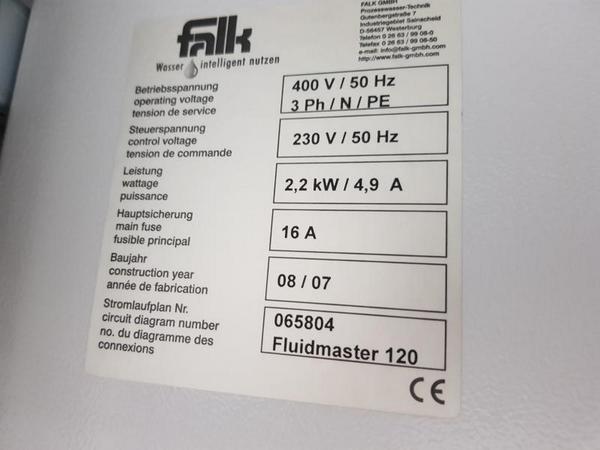 falk
Wasser intelligent nutzen
FALK GMBH
Prozesswasser-Technik
Gutenbergstraße 7
Industriegebiet Sainscheid
D-56457 Westerburg
Telefon 0 26 63/99 08-0
Telefax 0 26 63/99 08-50
e-mail: info@falk-gmbh.com
http://www.falk-gmbh.com
Betriebsspannung
operating voltage
tension de service
400 V / 50 Hz
3 Ph / N / PE
Steuerspannung
control voltage
tension de commande
230 V / 50 Hz
Leistung
wattage
puissance
2,2 kW / 4,9 A
Hauptsicherung
main fuse
fusible principal
16 A
Baujahr
construction year
année de fabrication
08 / 07
Stromlaufplan Nr.
circuit diagram number
no. du diagramme des
connexions
065804
Fluidmaster 120
CE